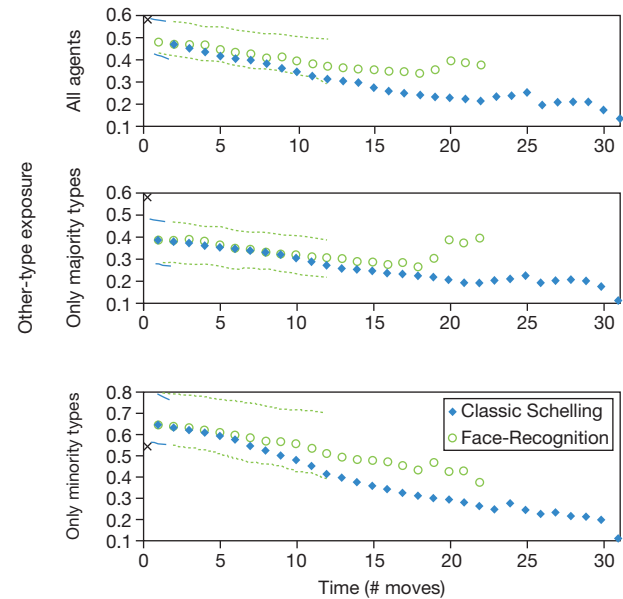 Other-type exposure
All agents
0.6
0.5
0.4
0.3
0.2
0.1
0 5 10 15 20 25 30
Only majority types
0.6
0.5
0.4
0.3
0.2
0.1
0 5 10 15 20 25 30
Only minority types
0.8
0.7
0.6
0.5
0.4
0.3
0.2
0.1
Classic Schelling
Face-Recognition
0 5 10 15 20 25 30
Time (# moves)